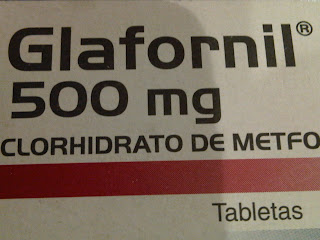 Glafornil®
500 mg
CLORHIDRATO DE METFO
Tabletas